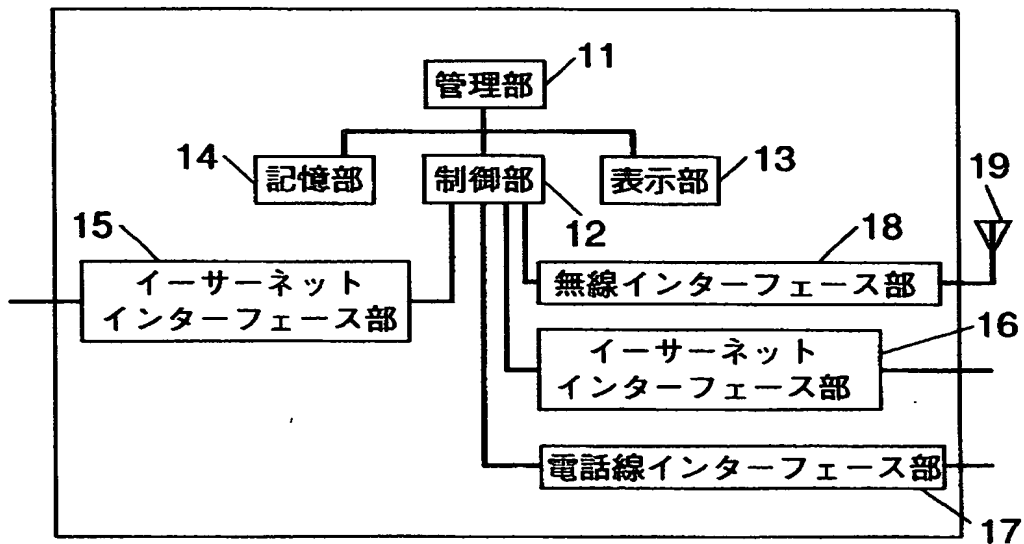 11
管理部
14
記憶部
制御部
表示部
13
19
15
12
18
イーサーネット
インターフェース部
無線インターフェース部
16
イーサーネット
インターフェース部
電話線インターフェース部
17